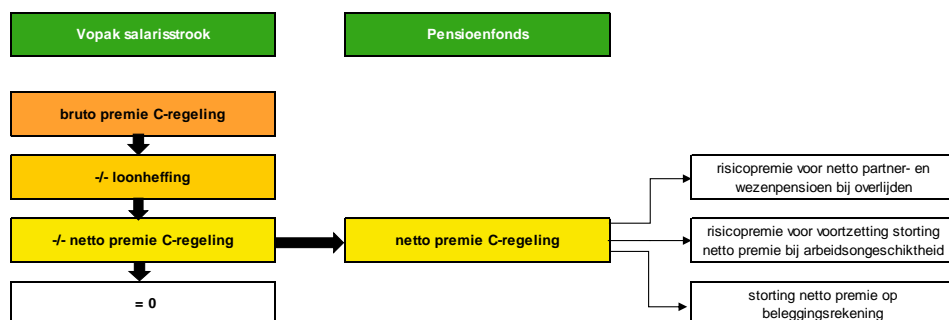 Vopak salarisstrook
Pensioenfonds
bruto premie C-regeling
-/- loonheffing
-/- netto premie C-regeling
= 0
netto premie C-regeling
risicopremie voor netto partner- en
wezenpensioen bij overlijden
risicopremie voor voortzetting storting
netto premie bij arbeidsongeschiktheid
storting netto premie op
beleggingsrekening